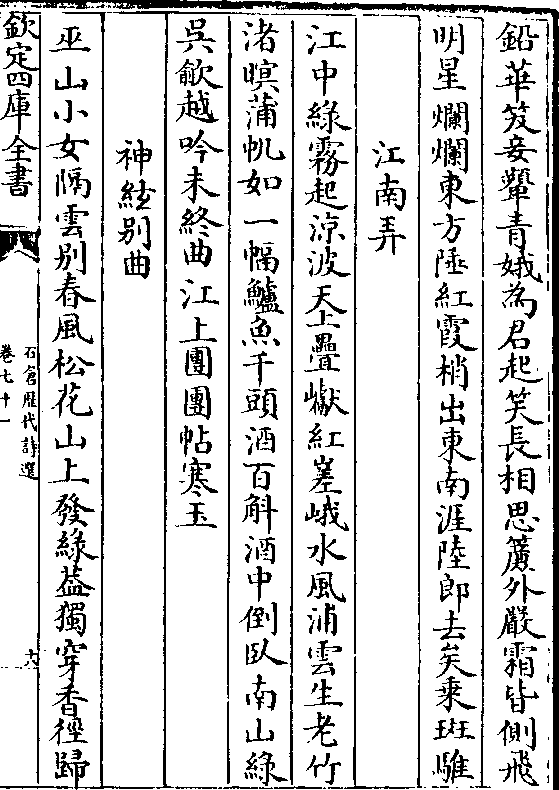 鉛華笈妾顰青娥為君起笑長相思簾外嚴霜皆倒飛
明星爛爛東方陲紅霞梢出東南涯陸郎去矣乗斑騅
江南弄
江中綠霧起涼波天上疊巘紅嵳峨水風浦雲生老竹
渚暝蒲帆如一幅鱸魚千頭酒百斛酒中倒臥南山綠
吳歈越吟未終曲江上團團帖寒玉
神絃别曲
巫山小女隔雲别春風松花山上發綠葢獨穿香徑歸
欽定四庫全書
石倉歷代詩選
卷七十一
十六